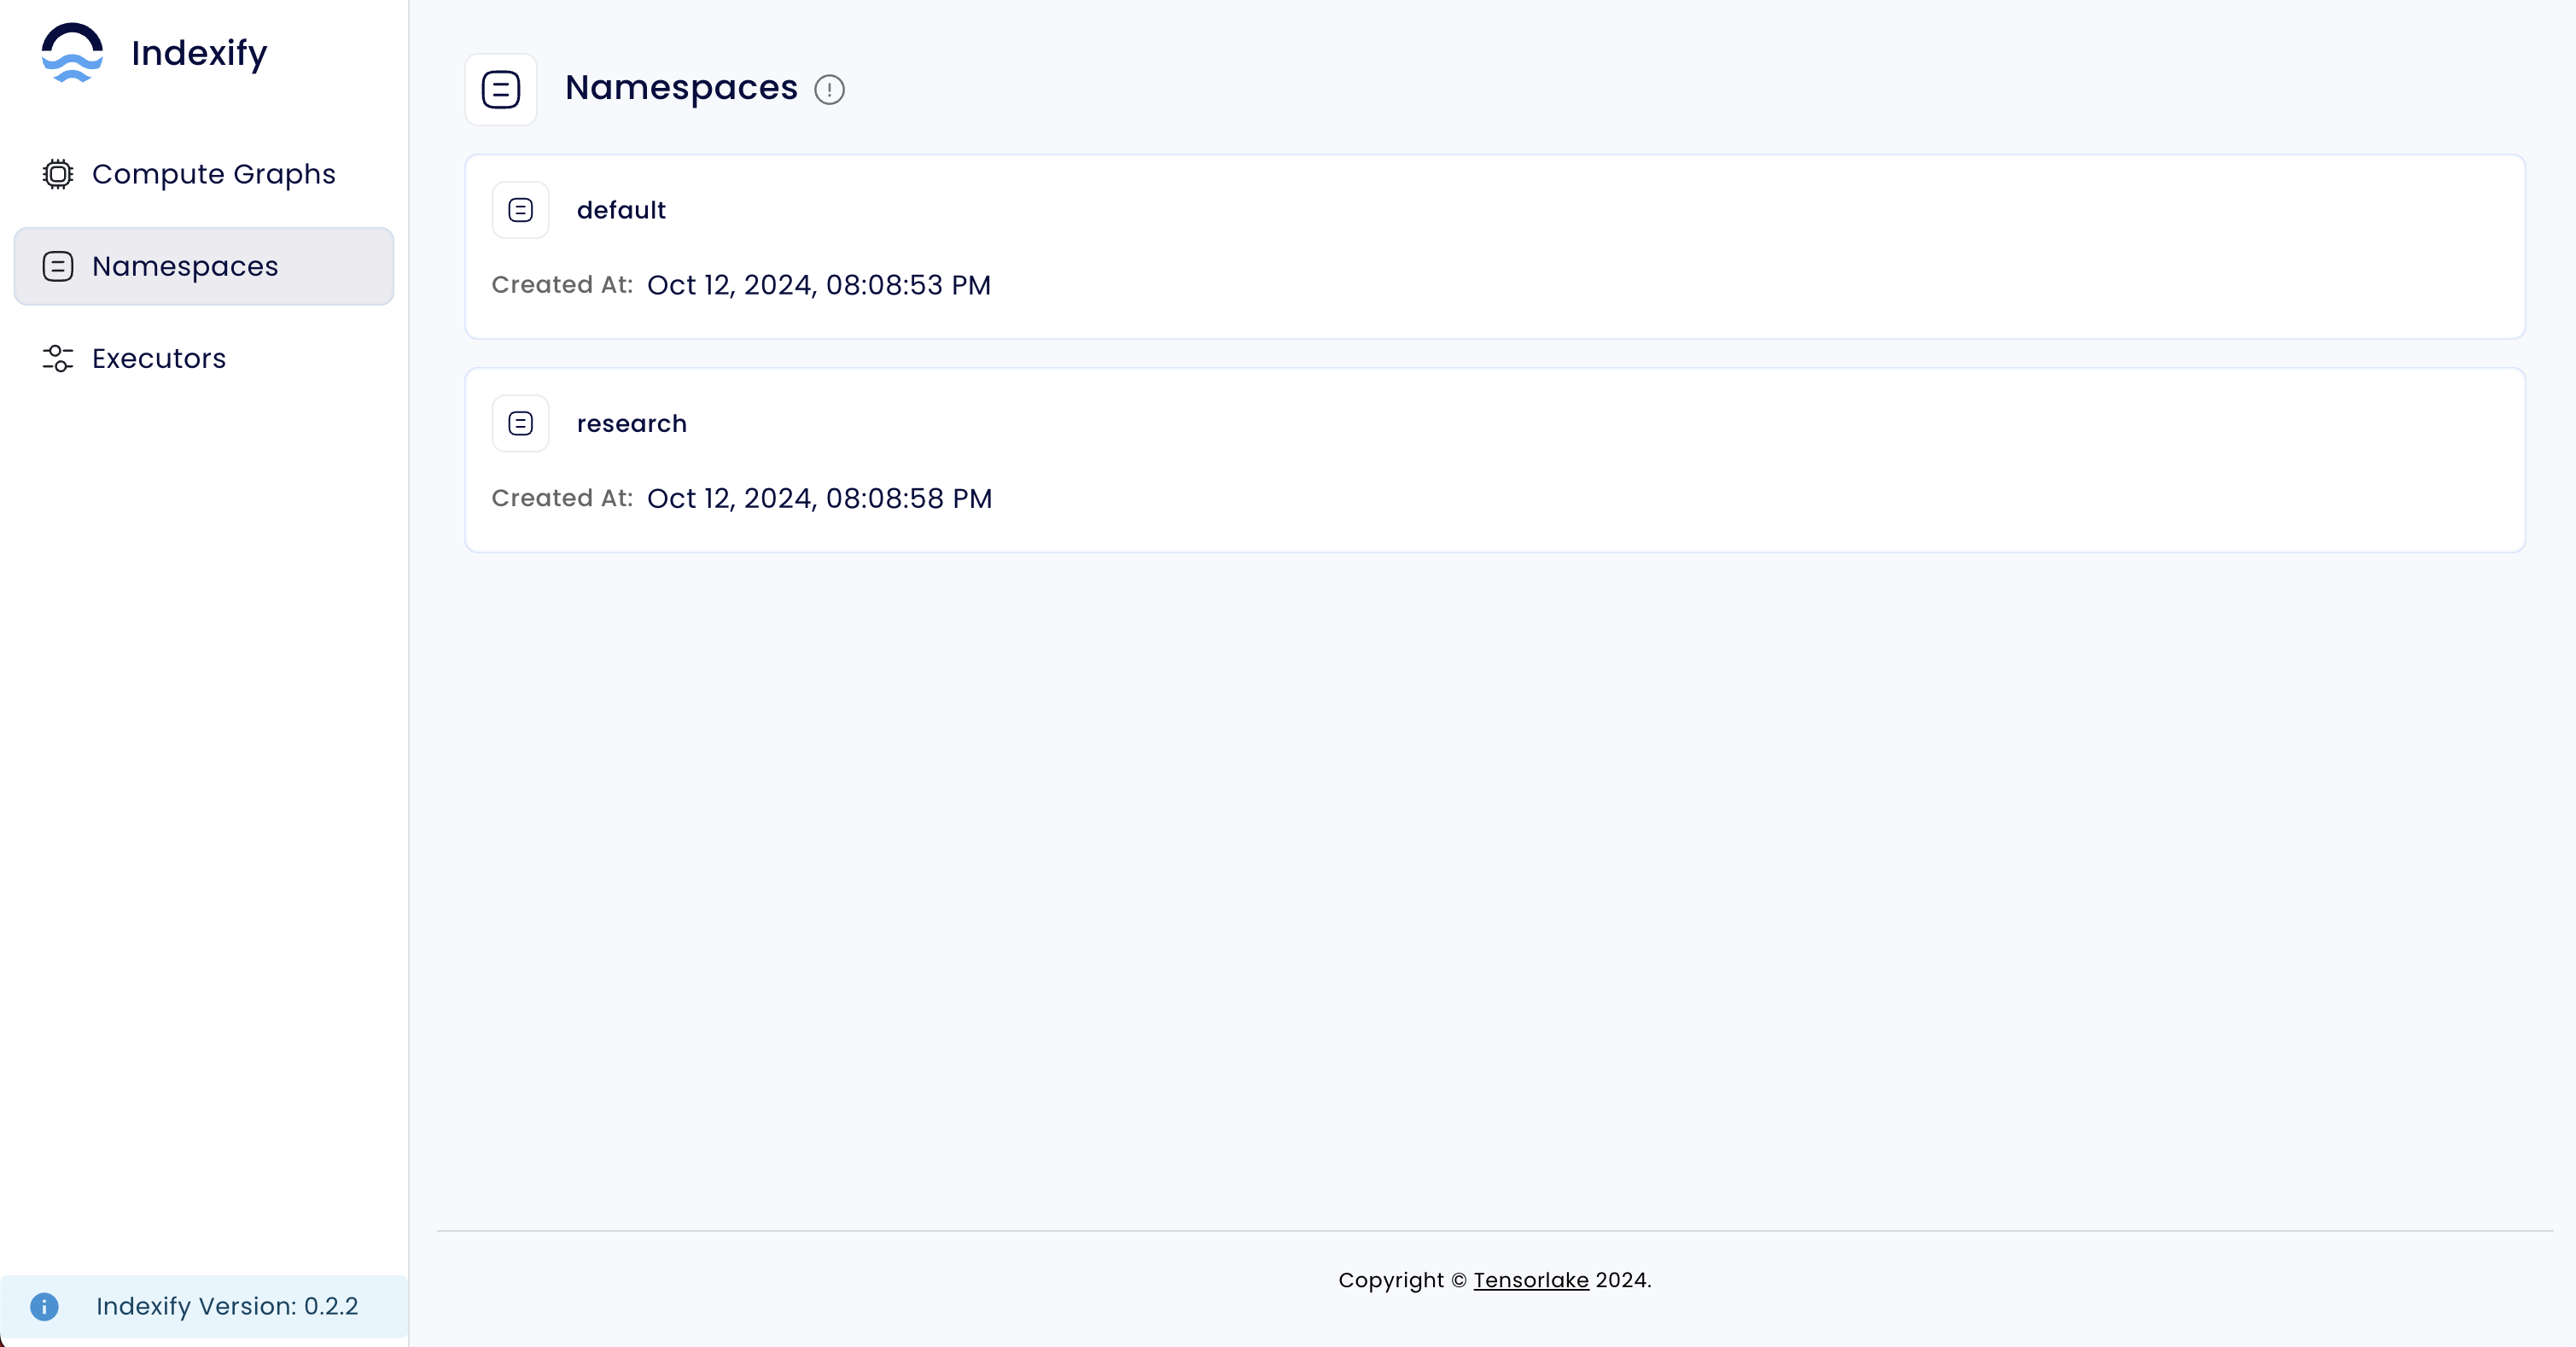 Indexify
Compute Graphs
Namespaces
Executors
Indexify Version: 0.2.2
Namespaces
default
Created At: Oct 12, 2024, 08:08:53 PM
research
Created At: Oct 12, 2024, 08:08:58 PM
Copyright © Tensorlake 2024.